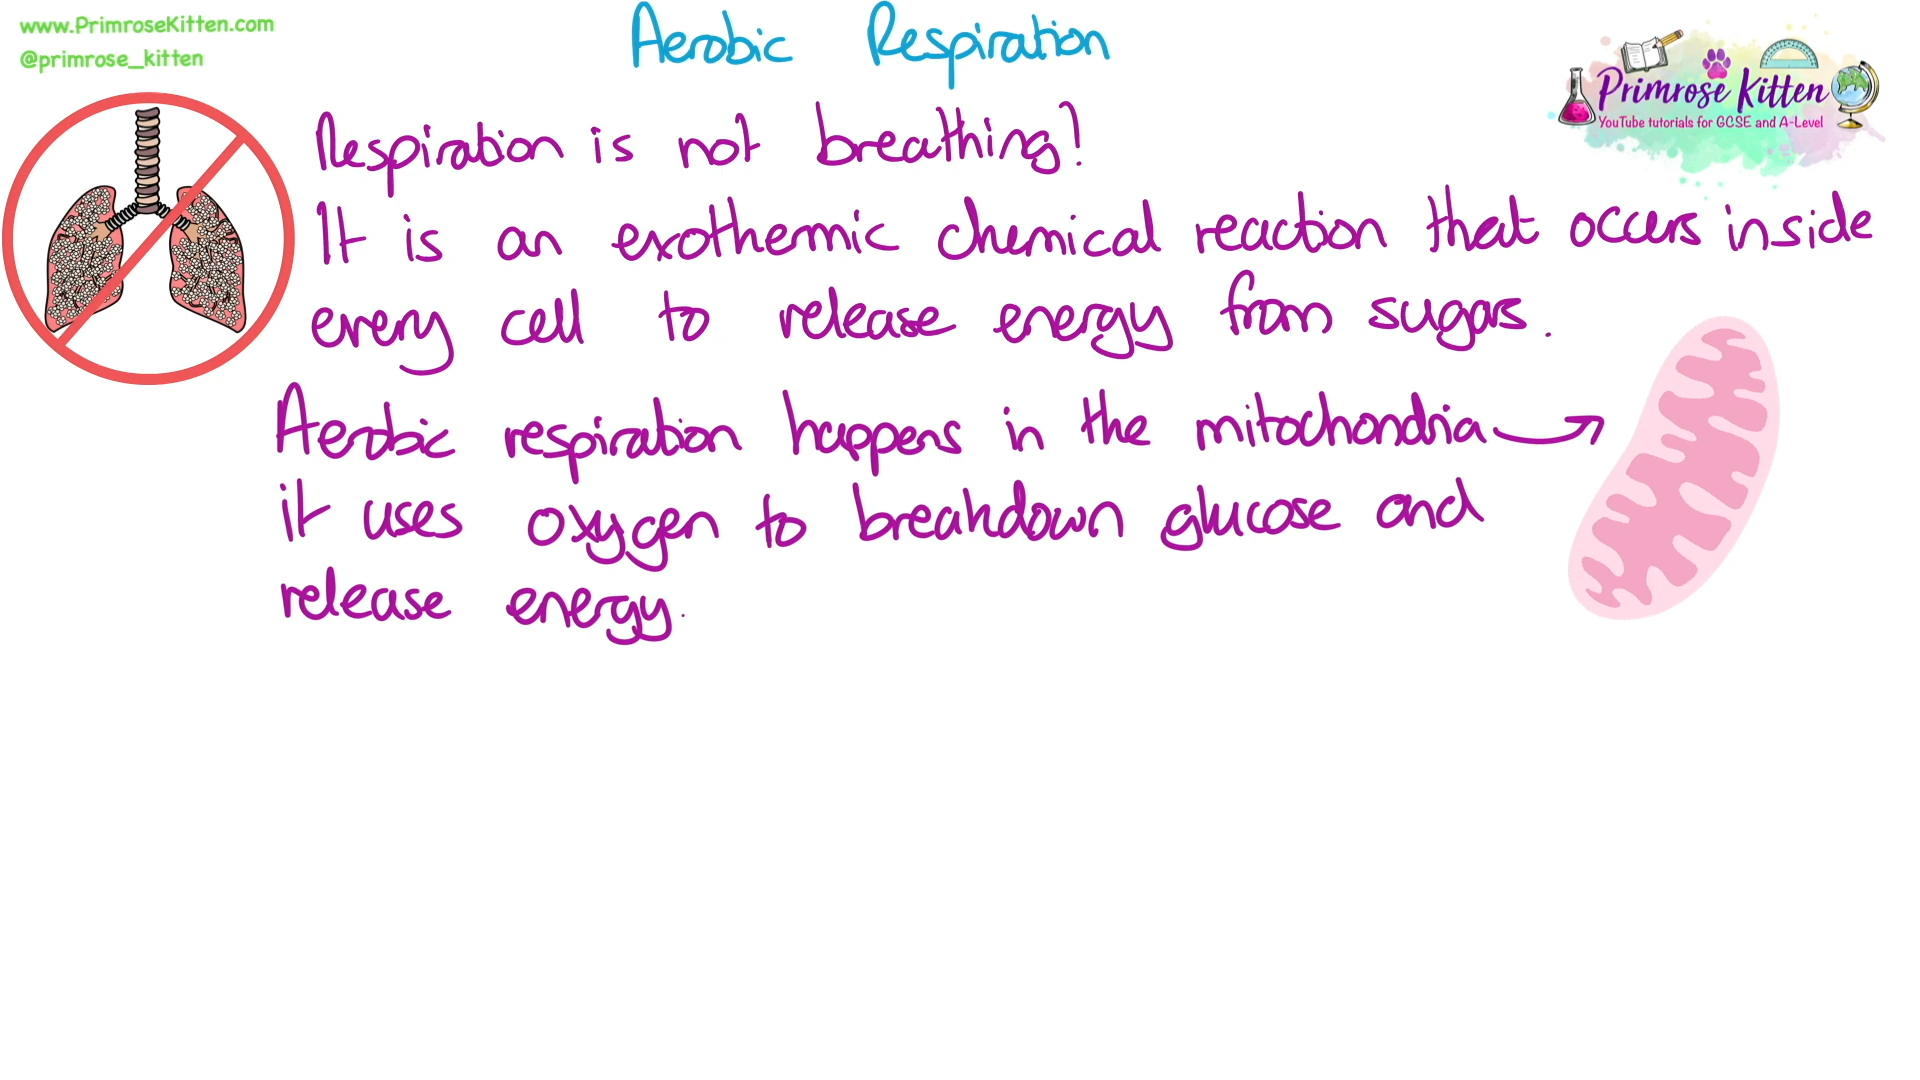 www.PrimroseKitten.com
@primrose_kitten
Aerobic Respiration
Primrose Kitten
YouTube tutorials for GCSE and A-Level
Respiration is not breathing!
It is an exothermic chemical reaction that occurs inside
every cell to release energy from sugars.
Aerobic respiration happens in the mitochondria
it uses oxygen to breakdown glucose and
release energy.